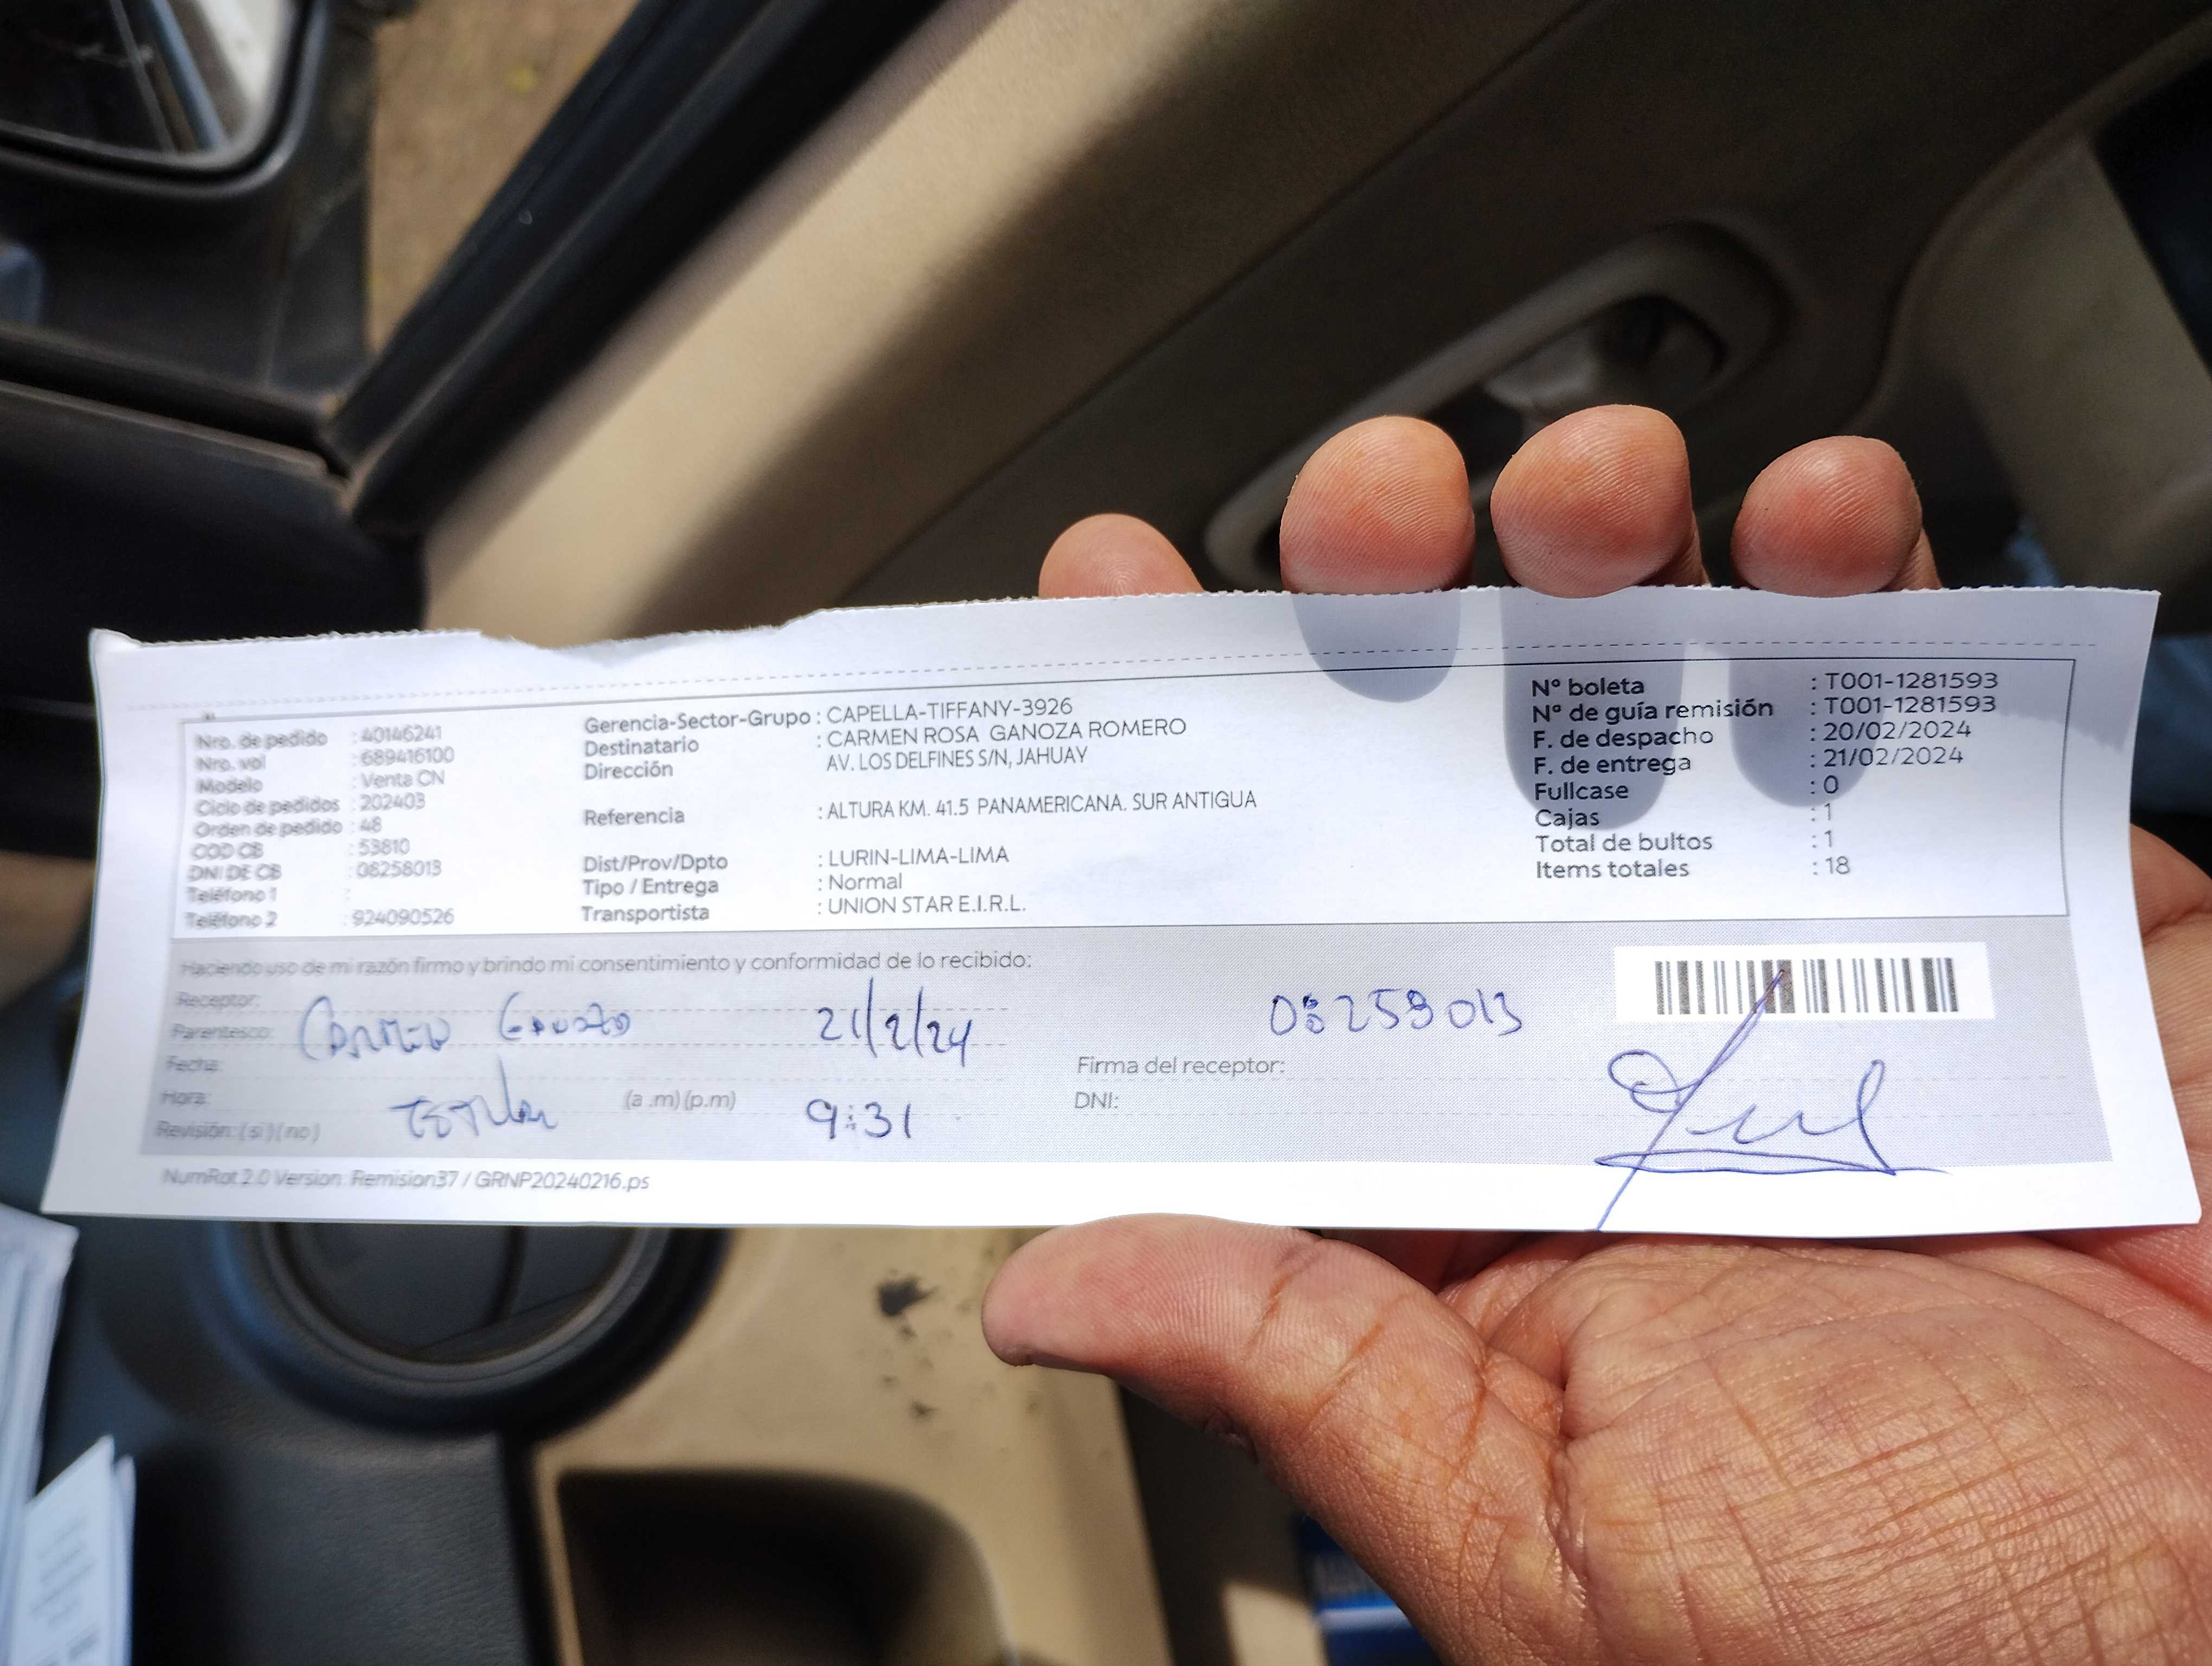 Nro. de pedido : 40146241
Nro. vol : 689416100
Modelo : Venta CN
Ciclo de pedidos : 202403
Orden de pedido : 48
COD CB : 53810
DNI DE CB : 08258013
Teléfono 1 :
Teléfono 2 : 924090526
Gerencia-Sector-Grupo : CAPELLA-TIFFANY-3926
Destinatario : CARMEN ROSA GANOZA ROMERO
Dirección AV. LOS DELFINES S/N, JAHUAY
Referencia : ALTURA KM. 41.5 PANAMERICANA. SUR ANTIGUA
Dist/Prov/Dpto : LURIN-LIMA-LIMA
Tipo / Entrega : Normal
Transportista : UNION STAR E.I.R.L.
Nº boleta : T001-1281593
Nº de guía remisión : T001-1281593
F. de despacho : 20/02/2024
F. de entrega : 21/02/2024
Fullcase : 0
Cajas : 1
Total de bultos : 1
Items totales : 18
Haciendo uso de mi razón firmo y brindo mi consentimiento y conformidad de lo recibido:
Receptor:
Parentesco: Carmen Ganoza 21/2/24
Fecha:
Hora: (a .m) (p.m) 9:31
Revisión: ( si ) ( no ) Titular
08258013
Firma del receptor:
DNI:
NumRot 2.0 Version: Remision37 / GRNP20240216.ps